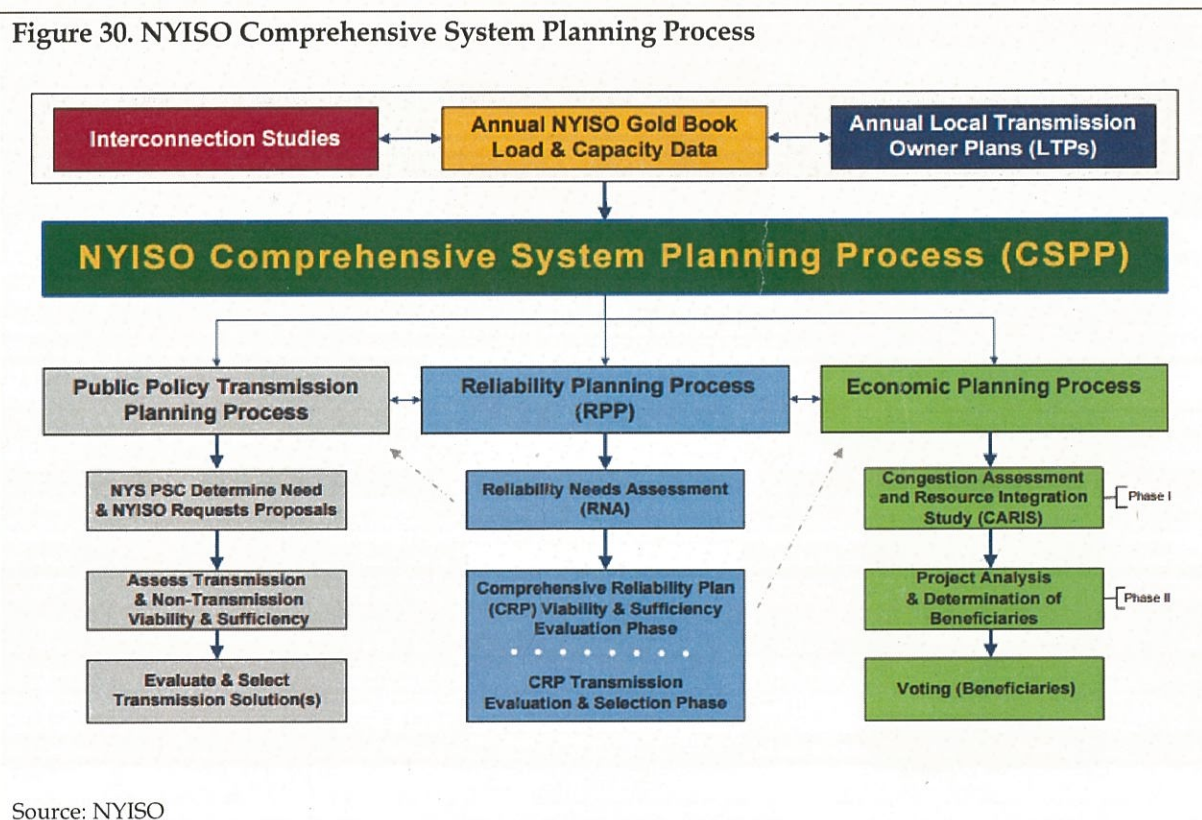 Figure 30. NYISO Comprehensive System Planning Process
Interconnection Studies
Annual NYISO Gold Book
Load & Capacity Data
Annual Local Transmission
Owner Plans (LTPs)
NYISO Comprehensive System Planning Process (CSPP)
Public Policy Transmission
Planning Process
Reliability Planning Process
(RPP)
Economic Planning Process
NYS PSC Determine Need
& NYISO Requests Proposals
Reliability Needs Assessment
(RNA)
Congestion Assessment
and Resource Integration
Study (CARIS)
Phase I
Assess Transmission
& Non-Transmission
Viability & Sufficiency
Comprehensive Reliability Plan
(CRP) Viability & Sufficiency
Evaluation Phase
Project Analysis
& Determination of
Beneficiaries
Phase II
Evaluate & Select
Transmission Solution(s)
CRP Transmission
Evaluation & Selection Phase
Voting (Beneficiaries)
Source: NYISO